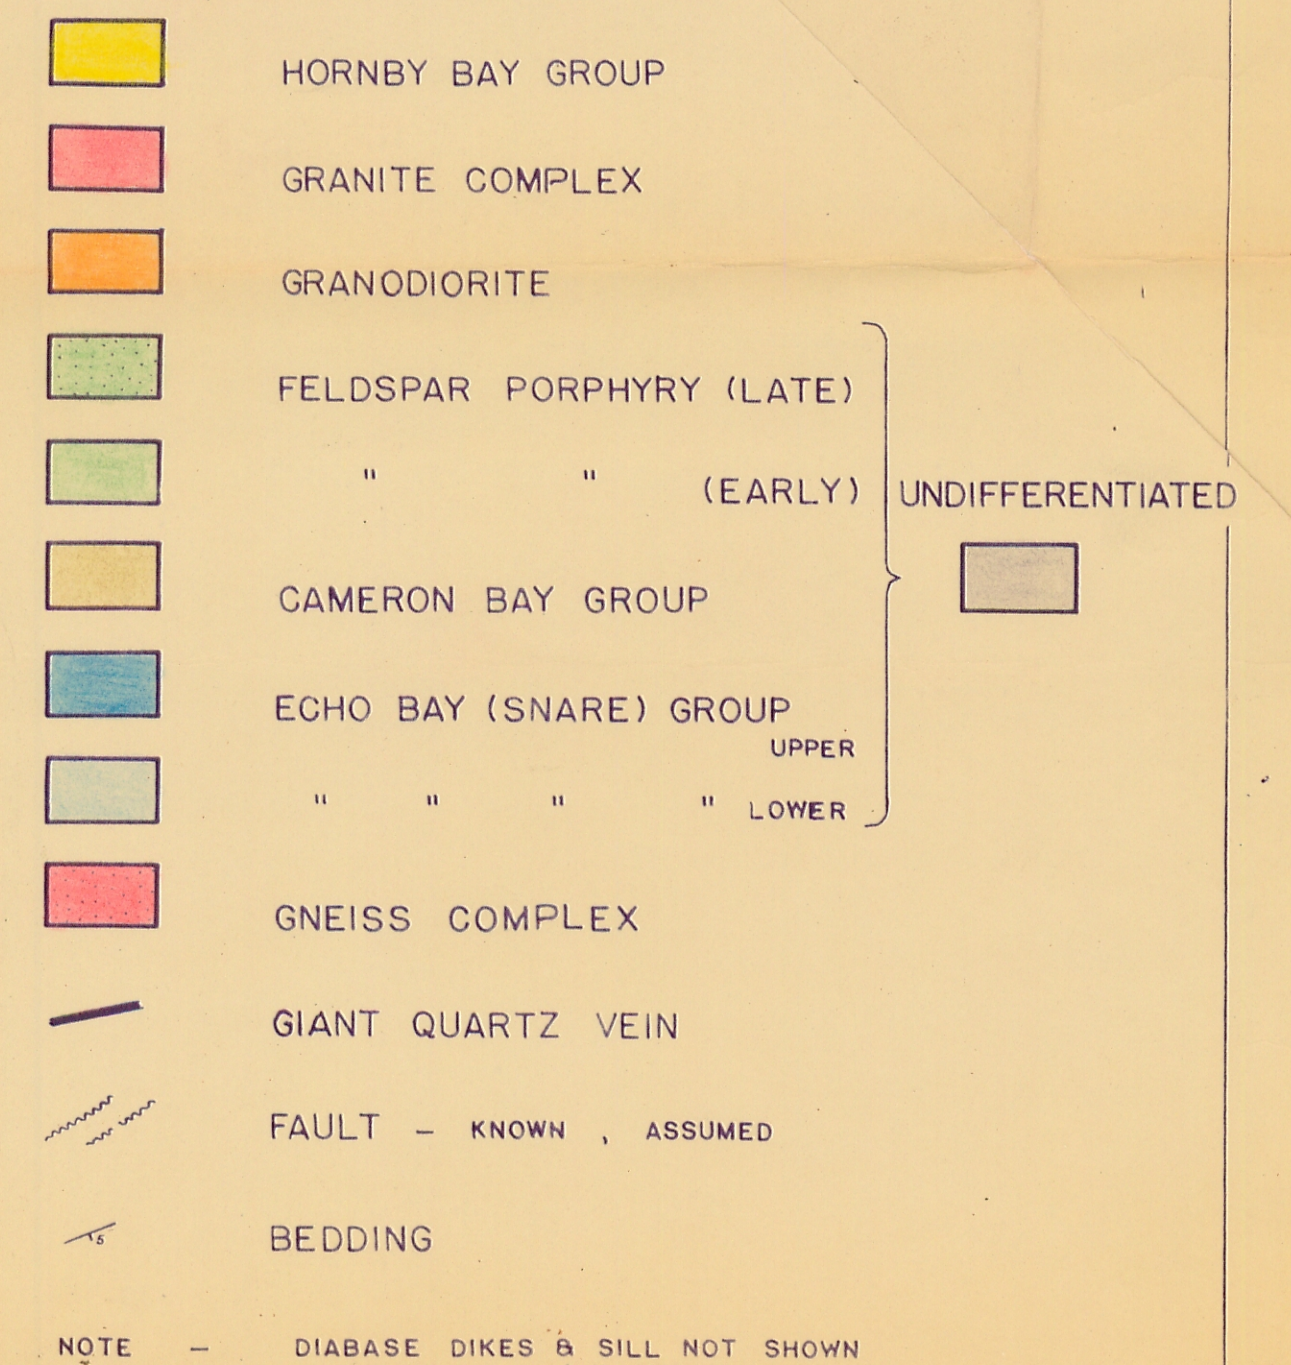 HORNBY BAY GROUP
GRANITE COMPLEX
GRANODIORITE
FELDSPAR PORPHYRY (LATE)
" " (EARLY)
UNDIFFERENTIATED
CAMERON BAY GROUP
ECHO BAY (SNARE) GROUP
UPPER
" " " " LOWER
GNEISS COMPLEX
GIANT QUARTZ VEIN
FAULT – KNOWN , ASSUMED
5
BEDDING
NOTE – DIABASE DIKES & SILL NOT SHOWN